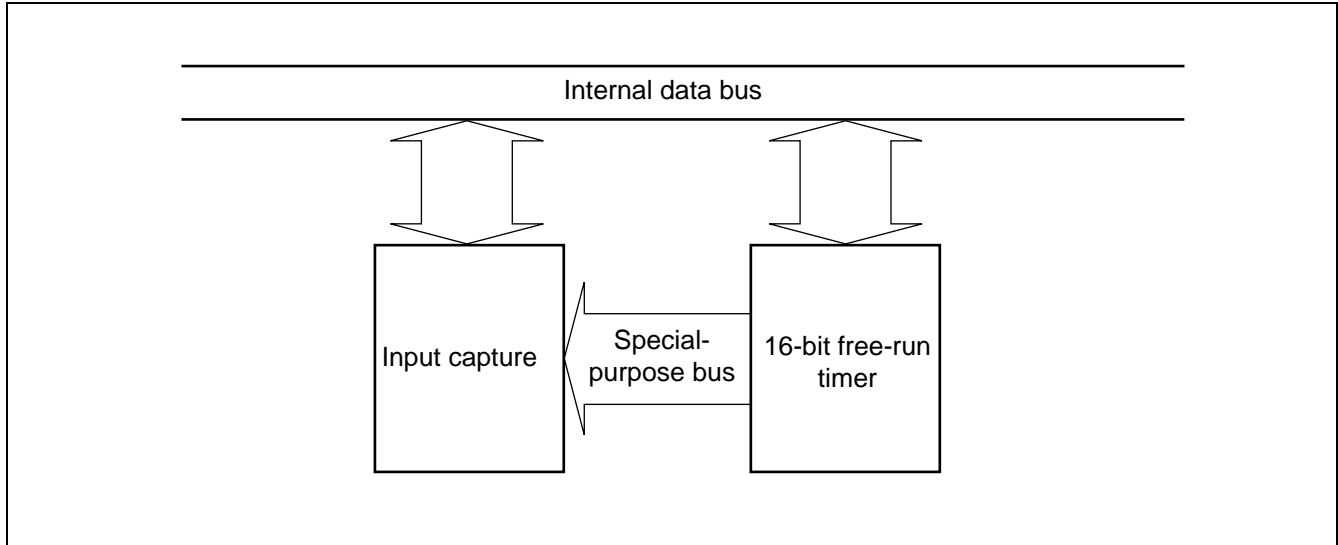 Internal data bus
Input capture
Special-
purpose bus
16-bit free-run
timer